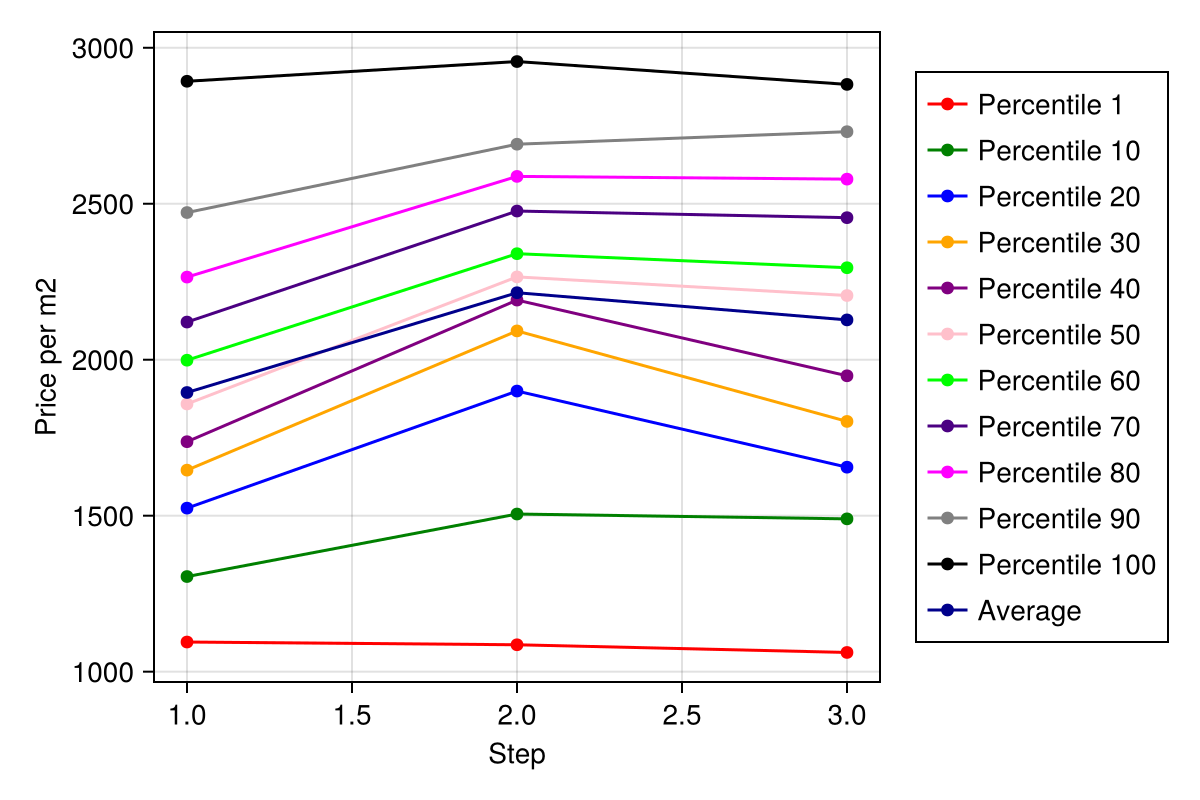 3000
2500
2000
1500
1000
Price per m2
1.0 1.5 2.0 2.5 3.0
Step
Percentile 1
Percentile 10
Percentile 20
Percentile 30
Percentile 40
Percentile 50
Percentile 60
Percentile 70
Percentile 80
Percentile 90
Percentile 100
Average